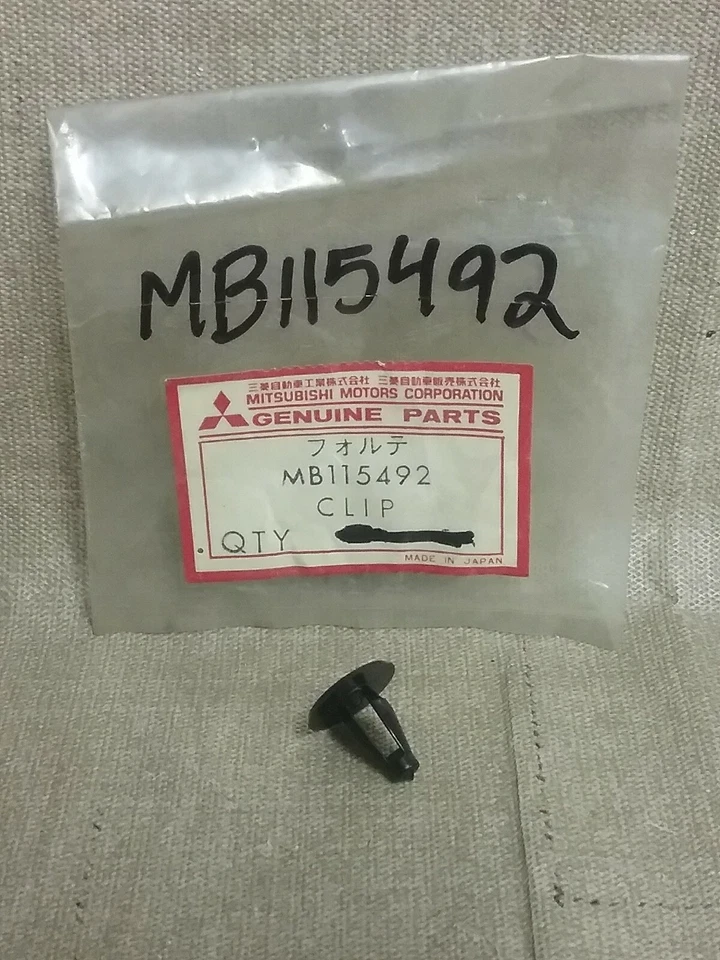 MB115492
三菱自動車工業株式会社 三菱自動車販売株式会社
MITSUBISHI MOTORS CORPORATION
GENUINE PARTS
フォルテ
MB115492
CLIP
QTY
MADE IN JAPAN